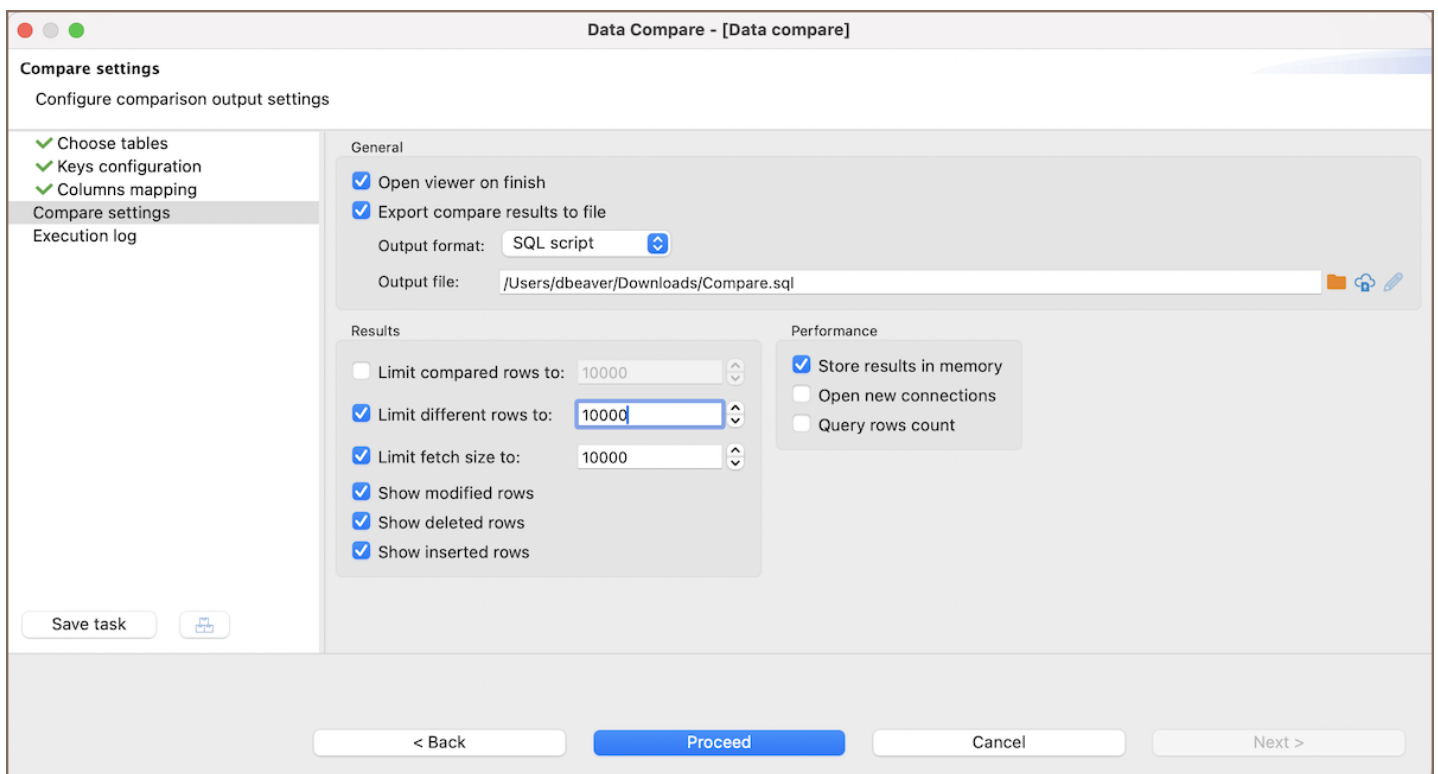 Data Compare - [Data compare]
Compare settings
Configure comparison output settings
Choose tables
Keys configuration
Columns mapping
Compare settings
Execution log
General
Open viewer on finish
Export compare results to file
Output format: SQL script
Output file: /Users/dbeaver/Downloads/Compare.sql
Results
Limit compared rows to: 10000
Limit different rows to: 10000
Limit fetch size to: 10000
Show modified rows
Show deleted rows
Show inserted rows
Performance
Store results in memory
Open new connections
Query rows count
Save task
< Back
Proceed
Cancel
Next >